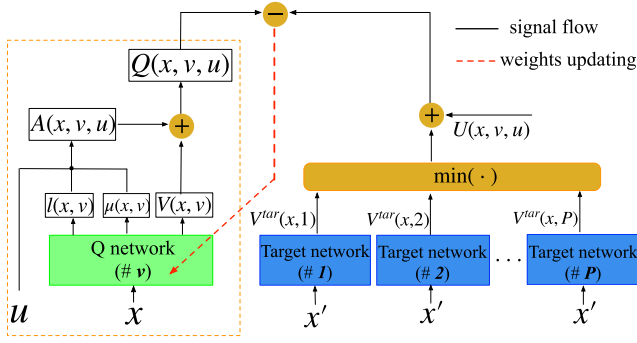 −
signal flow
weights updating
Q(x, v, u)
A(x, v, u)
+
+
U(x, v, u)
min( · )
l(x, v)
μ(x, v)
V(x, v)
V^{tar}(x,1)
V^{tar}(x,2)
V^{tar}(x, P)
Q network
(# v)
Target network
(# 1)
Target network
(# 2)
. . .
Target network
(# P)
u
x
x′
x′
x′